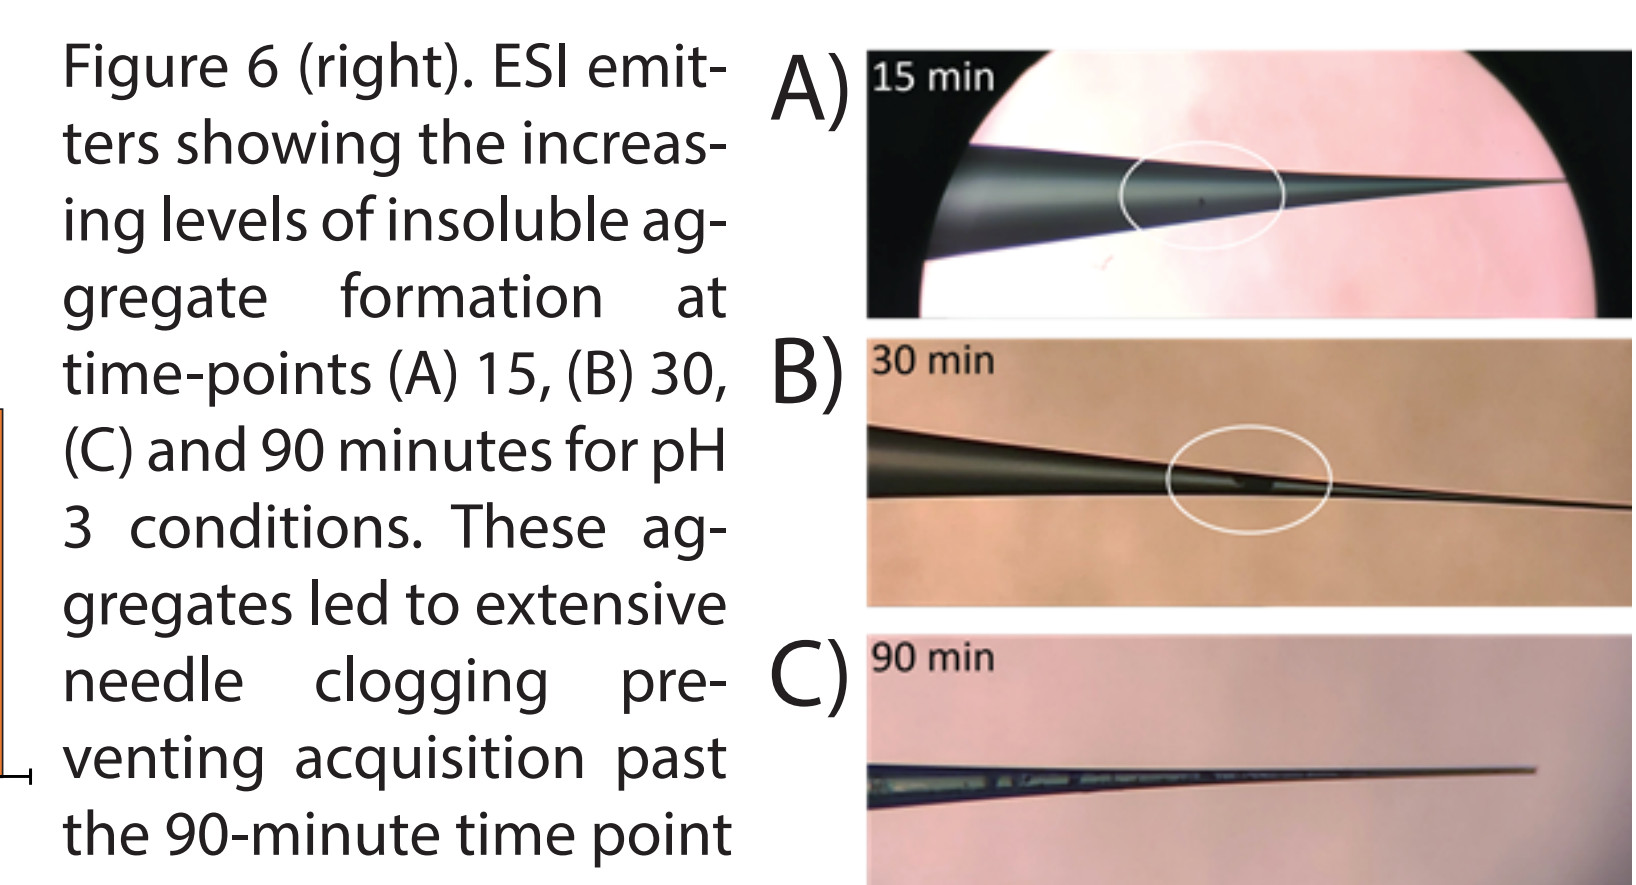 Figure 6 (right). ESI emit-
ters showing the increas-
ing levels of insoluble ag-
gregate formation at
time-points (A) 15, (B) 30,
(C) and 90 minutes for pH
3 conditions. These ag-
gregates led to extensive
needle clogging pre-
venting acquisition past
the 90-minute time point
A)
15 min
B)
30 min
C)
90 min